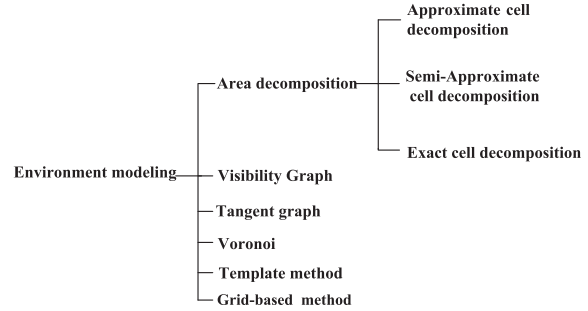 Approximate cell
decomposition
Area decomposition
Semi-Approximate
cell decomposition
Exact cell decomposition
Environment modeling
Visibility Graph
Tangent graph
Voronoi
Template method
Grid-based method